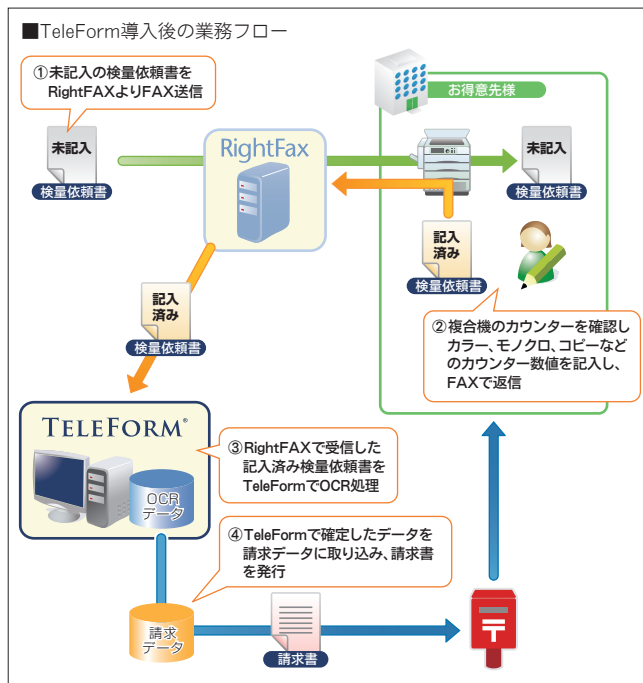 ■TeleForm導入後の業務フロー
①未記入の検量依頼書を
RightFAXよりFAX送信
お得意先様
未記入
検量依頼書
RightFax
未記入
検量依頼書
記入
済み
検量依頼書
記入
済み
検量依頼書
②複合機のカウンターを確認し
カラー、モノクロ、コピーなど
のカウンター数値を記入し、
FAXで返信
TELEFORM®
OCR
データ
③RightFAXで受信した
記入済み検量依頼書を
TeleFormでOCR処理
④TeleFormで確定したデータを
請求データに取り込み、請求書
を発行
請求
データ
請求書
〒